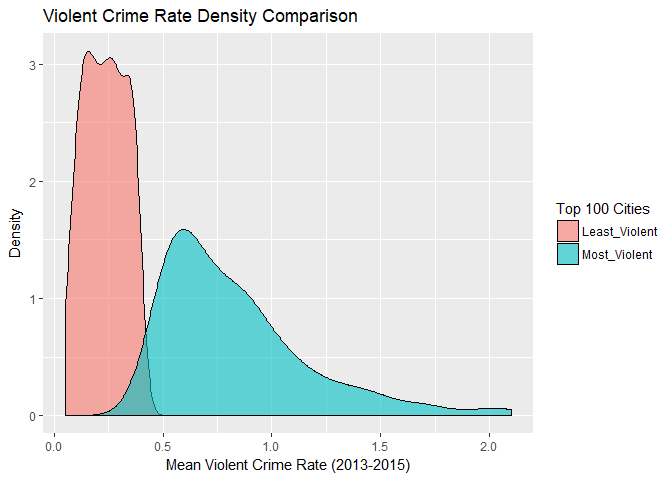 Violent Crime Rate Density Comparison
3
2
1
0
Density
0.0 0.5 1.0 1.5 2.0
Mean Violent Crime Rate (2013-2015)
Top 100 Cities
Least_Violent
Most_Violent